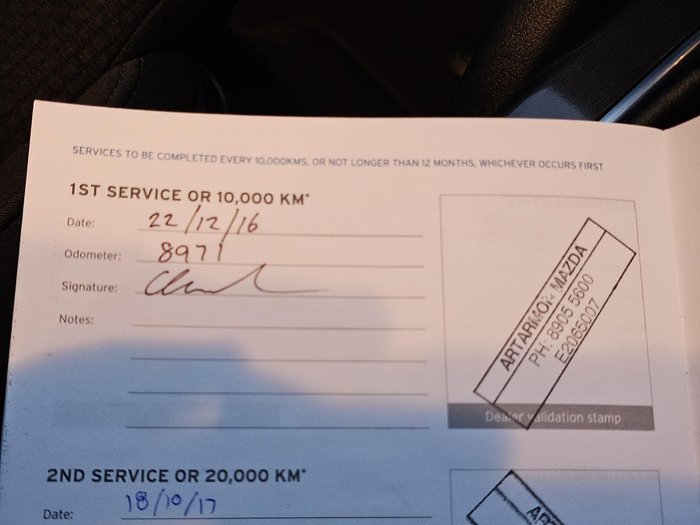 SERVICES TO BE COMPLETED EVERY 10,000KMS, OR NOT LONGER THAN 12 MONTHS, WHICHEVER OCCURS FIRST
1ST SERVICE OR 10,000 KM*
Date: 22/12/16
Odometer: 8971
Signature:
Notes:
ARTARMON MAZDA
PH: 8905 5600
E2065007
Dealer validation stamp
2ND SERVICE OR 20,000 KM*
Date: 18/10/17